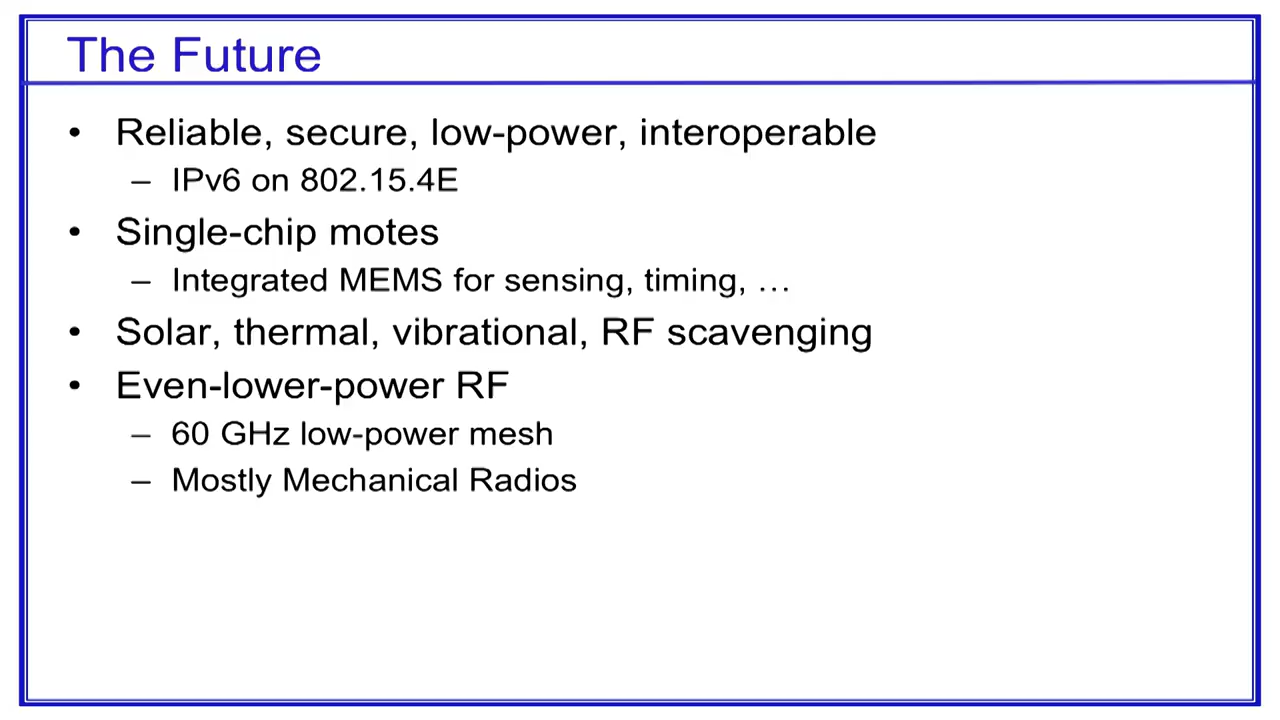 The Future
• Reliable, secure, low-power, interoperable
– IPv6 on 802.15.4E
• Single-chip motes
– Integrated MEMS for sensing, timing, …
• Solar, thermal, vibrational, RF scavenging
• Even-lower-power RF
– 60 GHz low-power mesh
– Mostly Mechanical Radios